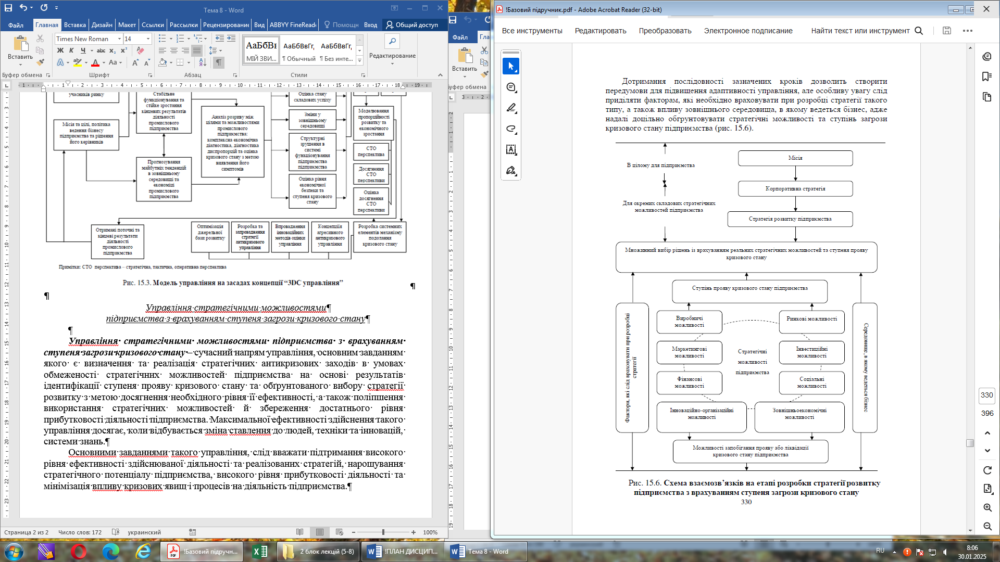 Тема 8 - Word
Файл
Главная
Вставка
Дизайн
Макет
Ссылки
Рассылки
Рецензировани
Вид
ABBYY FineReade
Помощн
Вход
Общий доступ
Вставить
Times New Roman
14
Ж К Ч abc x₂ x²
Aa
АаБбВı
МІЙ ЗВИ...
АаБбВвГг,
¶ Обычный
АаБбВвГг,
¶ Без инте...
Редактирование
Буфер обмена
Шрифт
Абзац
Стили
учасників ринку
Місія та цілі, політика
ведення бізнесу
підприємства та рішення
його керівників
Стабільне
функціонування та
стійке зростання
кінцевих результатів
діяльності
промислового
підприємства
Прогнозування
майбутніх тенденцій
в зовнішньому
середовищі та
економіці
промислового
підприємства
Аналіз розриву між
цілями та можливостями
промислового
підприємства:
комплексна економічна
діагностика, діагностика
диспропорцій та оцінка
кризового стану з метою
виявлення його
симптомів
Оцінка стану
складових успіху
Зміни у
зовнішньому
середовищі
Структурні
зрушення в
системі
функціонування
підприємства
підприємства
Оцінка рівня
економічної
безпеки та
ступеня кризового
стану
Моделювання
пропорційності
розвитку та
економічного
зростання
СТО
перспектива
Досягнення
СТО
перспективи
Оцінка
досягнення
СТО
перспективи
Отримані поточні та
кінцеві результати
діяльності
промислового
підприємства
Оптимізація
джерельної
бази розвитку
Розробка та
запровадження
стратегії
антикризового
управління
Впровадження
інноваційних
методів оцінки
управління
Концепція
агресивного
антикризового
управління
Розробка системних
елементів механізму
подолання
кризового стану
Примітки: СТО перспектива – стратегічна, тактична, оперативна перспектива
Рис. 15.3. Модель управління на засадах концепції “3DC управління”
¶
¶
Управління·стратегічними·можливостями¶
підприємства·з·врахуванням·ступеня·загрози·кризового·стану¶
¶
Управління· стратегічними· можливостями· підприємства· з· врахуванням·
ступеня·загрози·кризового·стану·–·сучасний·напрям·управління,·основним·завданням·
якого· є· визначення· та· реалізація· стратегічних· антикризових· заходів· в· умовах·
обмеженості· стратегічних· можливостей· підприємства· на· основі· результатів·
ідентифікації· ступеня· прояву· кризового· стану· та· обґрунтованого· вибору· стратегії·
розвитку·з·метою·досягнення·необхідного·рівня·її·ефективності,·а·також·поліпшення·
використання· стратегічних· можливостей· й· збереження· достатнього· рівня·
прибутковості·діяльності·підприємства.·Максимальної·ефективності·здійснення·такого·
управління·досягає,·коли·відбувається·зміна·ставлення·до·людей,·техніки·та·інновацій,·
системи·знань.¶
Основними·завданнями·такого·управління,·слід·вважати·підтримання·високого·
рівня·ефективності·здійснюваної·діяльності·та·реалізованих·стратегій,·нарощування·
стратегічного· потенціалу· підприємства,· високого· рівня· прибутковості· діяльності· та·
мінімізація·впливу·кризових·явищ·і·процесів·на·діяльність·підприємства.¶
Страница 2 из 2
Число слов: 172
украинский
100%
Файл
Гла
Вставить
Буфер обмена
!Базовий підручник.pdf - Adobe Acrobat Reader (32-bit)
Все инструменты
Редактировать
Преобразовать
Электронное подписание
Найти текст или инструмент
Дотримання послідовності зазначених кроків дозволить створити
передумови для підвищення адаптивності управління, але особливу увагу слід
приділяти факторам, які необхідно враховувати при розробці стратегії такого
типу, а також впливу зовнішнього середовища, в якому ведеться бізнес, адже
надалі доцільно обґрунтовувати стратегічні можливості та ступінь загрози
кризового стану підприємства (рис. 15.6).
В цілому для підприємства
Для окремих складових стратегічних
можливостей підприємства
Місія
Корпоративна стратегія
Стратегія розвитку підприємства
Множинний вибір рішень із врахуванням реальних стратегічних можливостей та ступеня прояву
кризового стану
Ступінь прояву кризового стану підприємства
Фактори, які слід враховувати при розробці
стратегії
Виробничі
можливості
Ринкові можливості
Маркетингові
можливості
Стратегічні
можливості
підприємства
Інвестиційні
можливості
Фінансові
можливості
Соціальні
можливості
Інноваційно-організаційні
можливості
Зовнішньоекономічні
можливості
Середовище, в якому ведеться бізнес
Можливості запобігання прояву або ліквідації
кризового стану підприємства
Рис. 15.6. Схема взаємозв’язків на етапі розробки стратегії розвитку
підприємства з врахуванням ступеня загрози кризового стану
330
330
396
!Базовий підручн...
2 блок лекцій (5-8)
!ПЛАН ДИСЦИП...
Тема 8 - Word
RU
8:06
30.01.2025